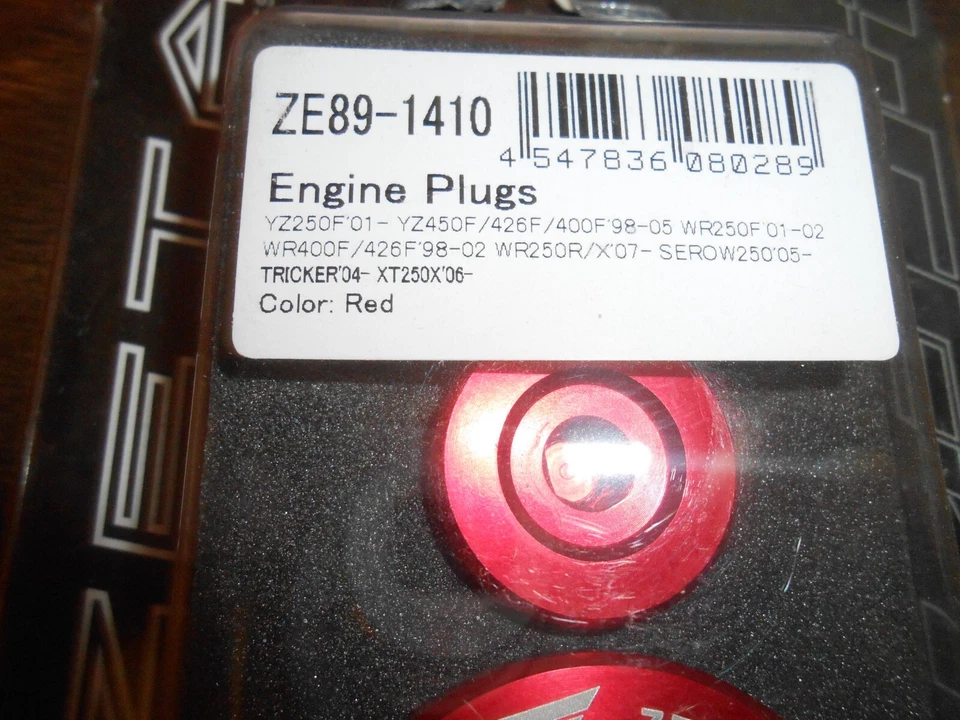 ZETA
ZE89-1410
4 547836 080289
Engine Plugs
YZ250F'01- YZ450F/426F/400F'98-05 WR250F'01-02
WR400F/426F'98-02 WR250R/X'07- SEROW250'05-
TRICKER'04- XT250X'06-
Color: Red